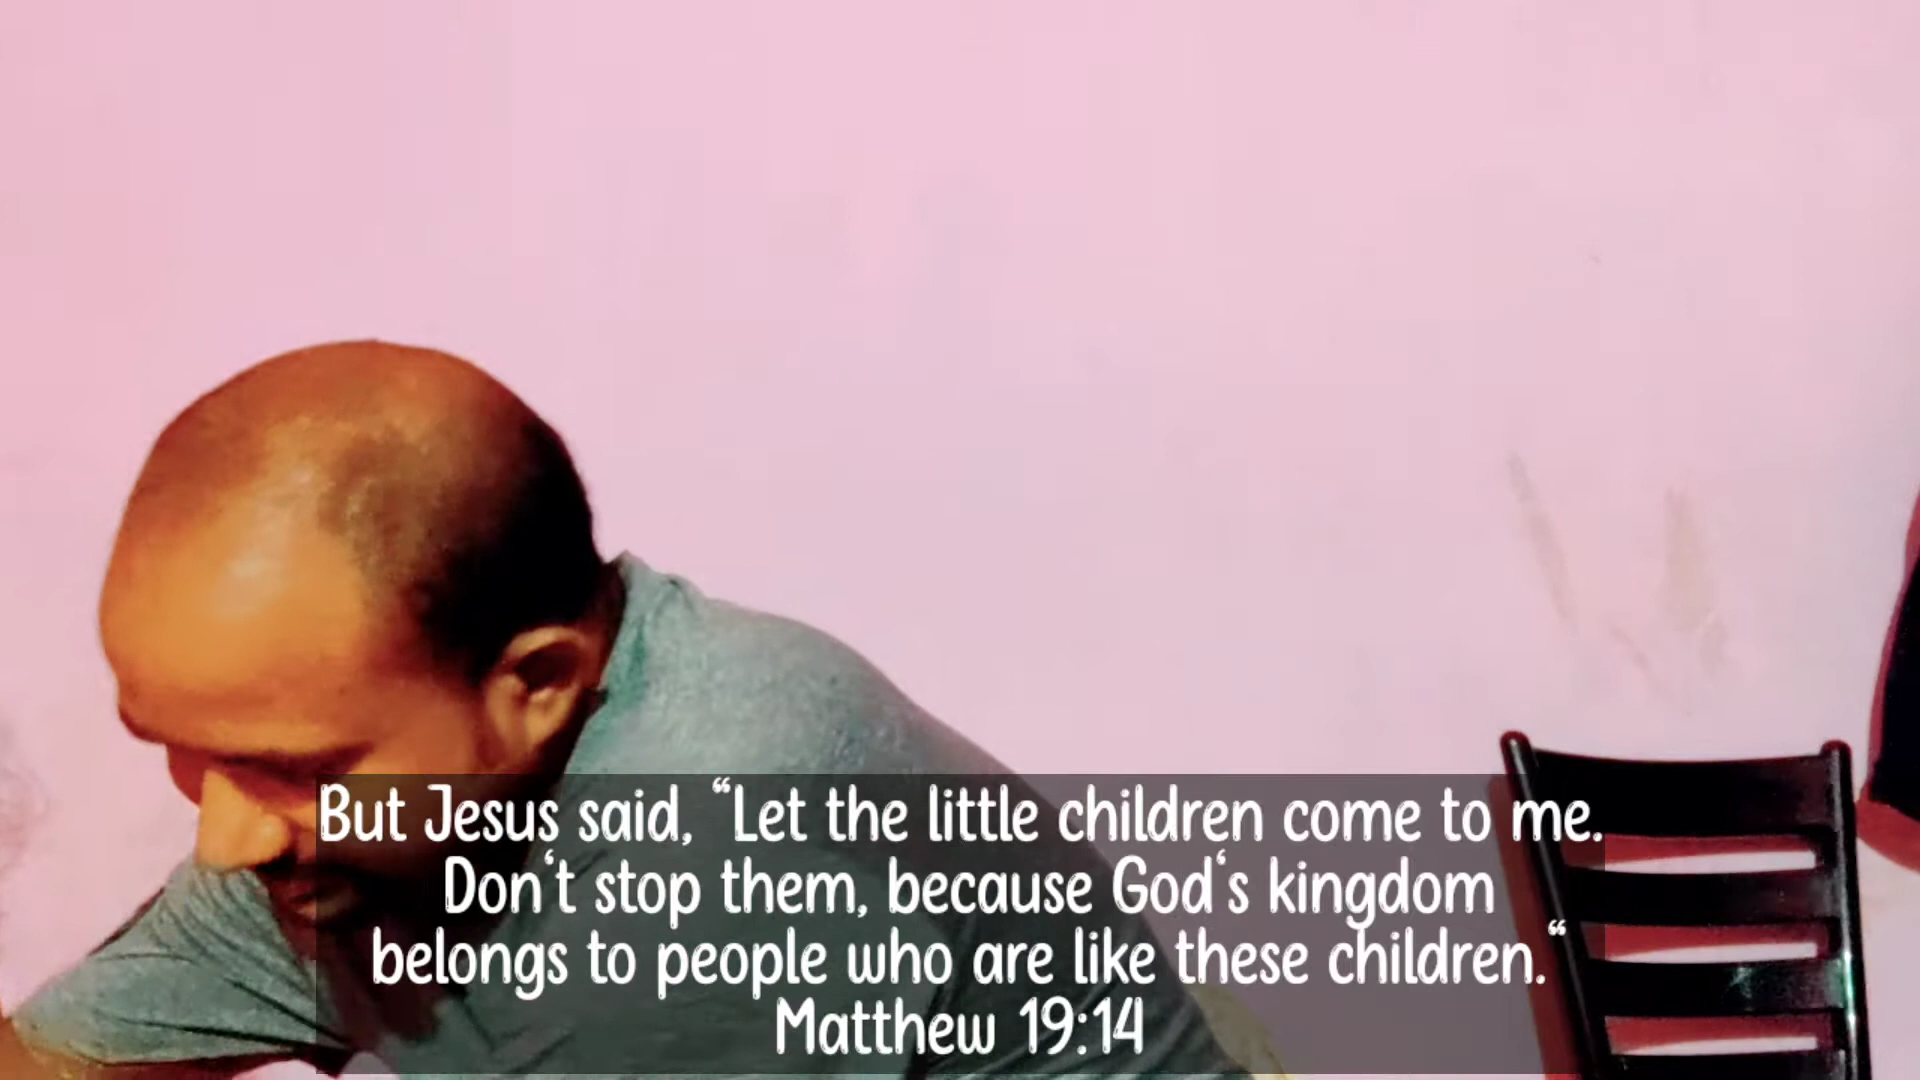 But Jesus said, “Let the little children come to me.
Don‘t stop them, because God‘s kingdom
belongs to people who are like these children.“
Matthew 19:14